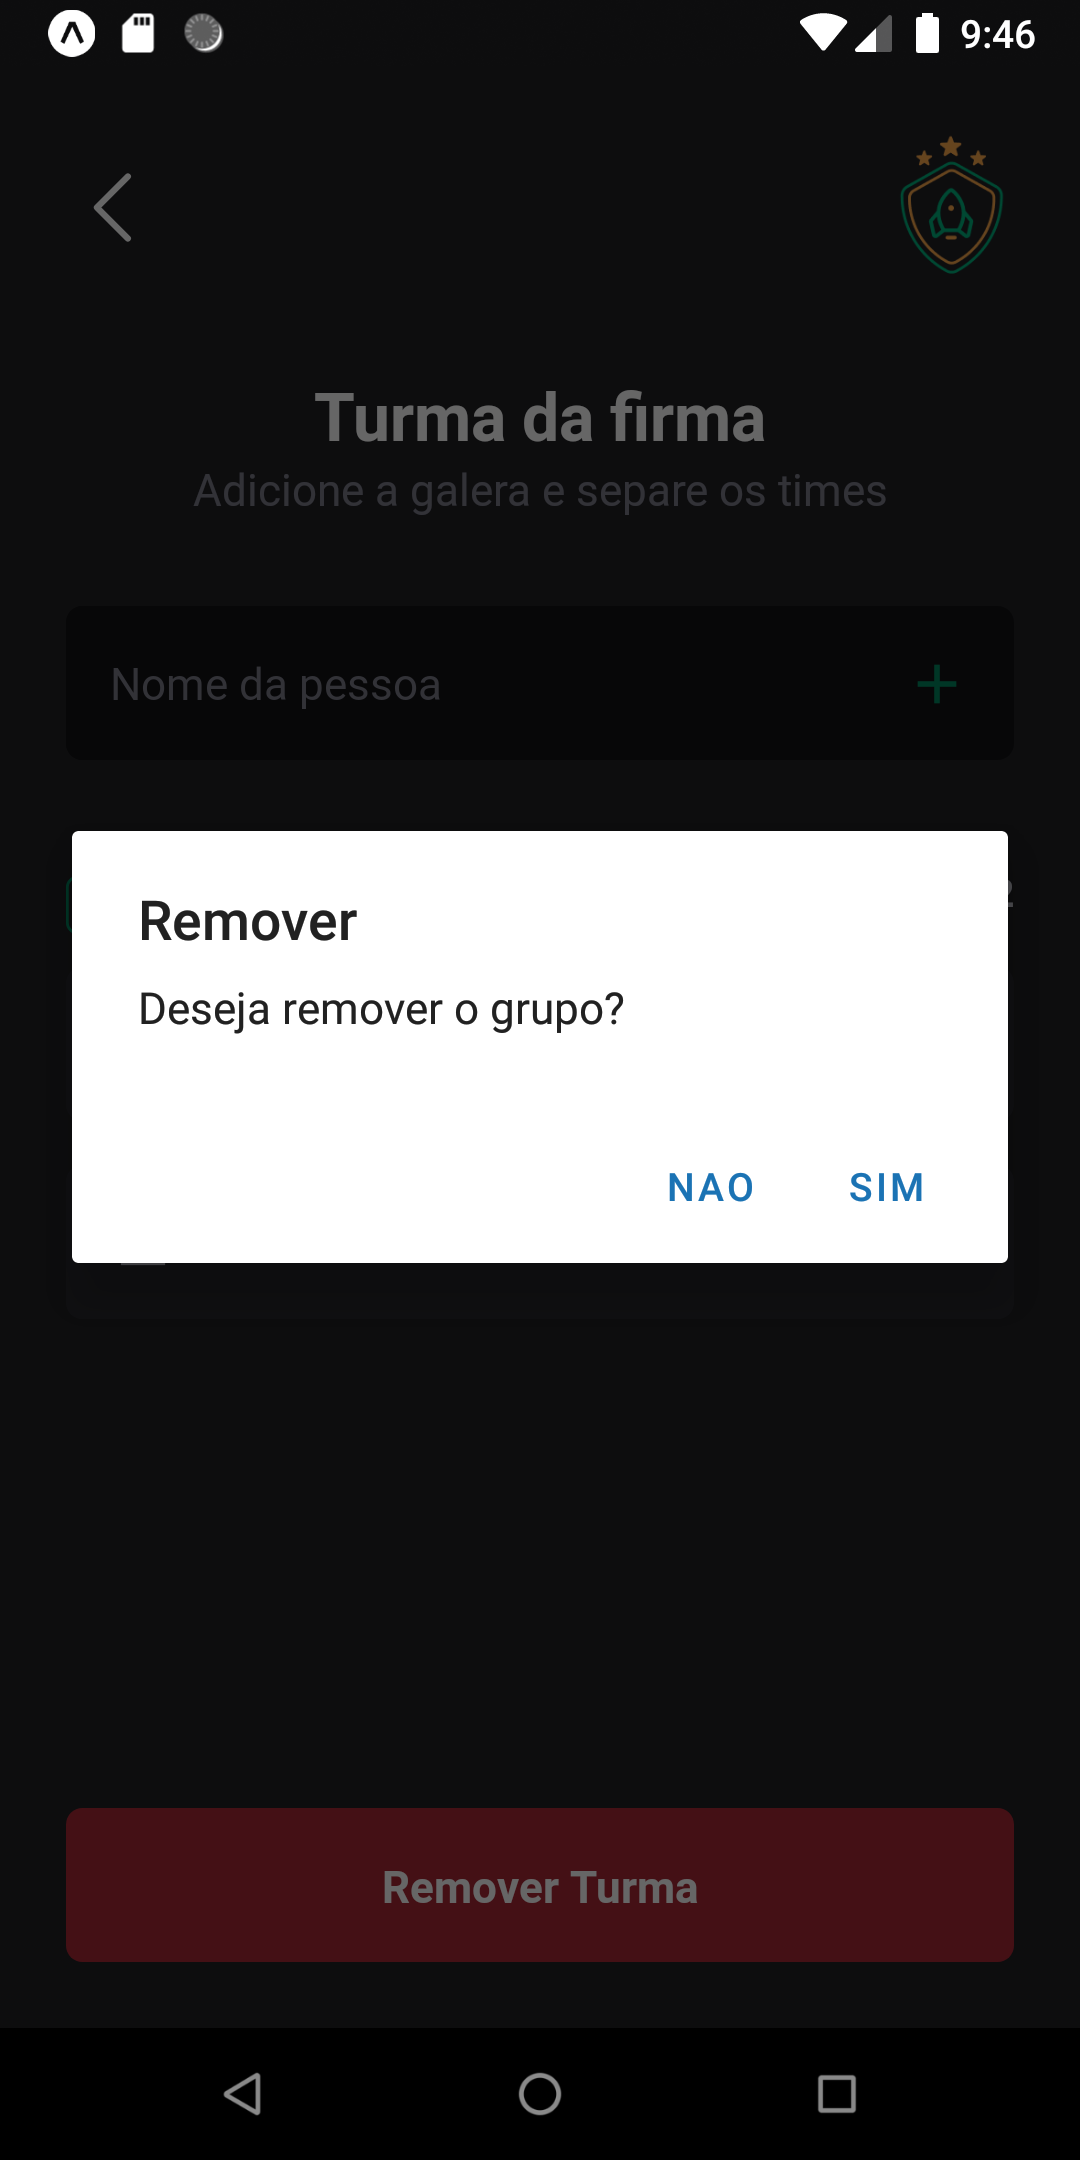 9:46
Turma da firma
Adicione a galera e separe os times
Nome da pessoa
Remover
Deseja remover o grupo?
NAO SIM
Remover Turma